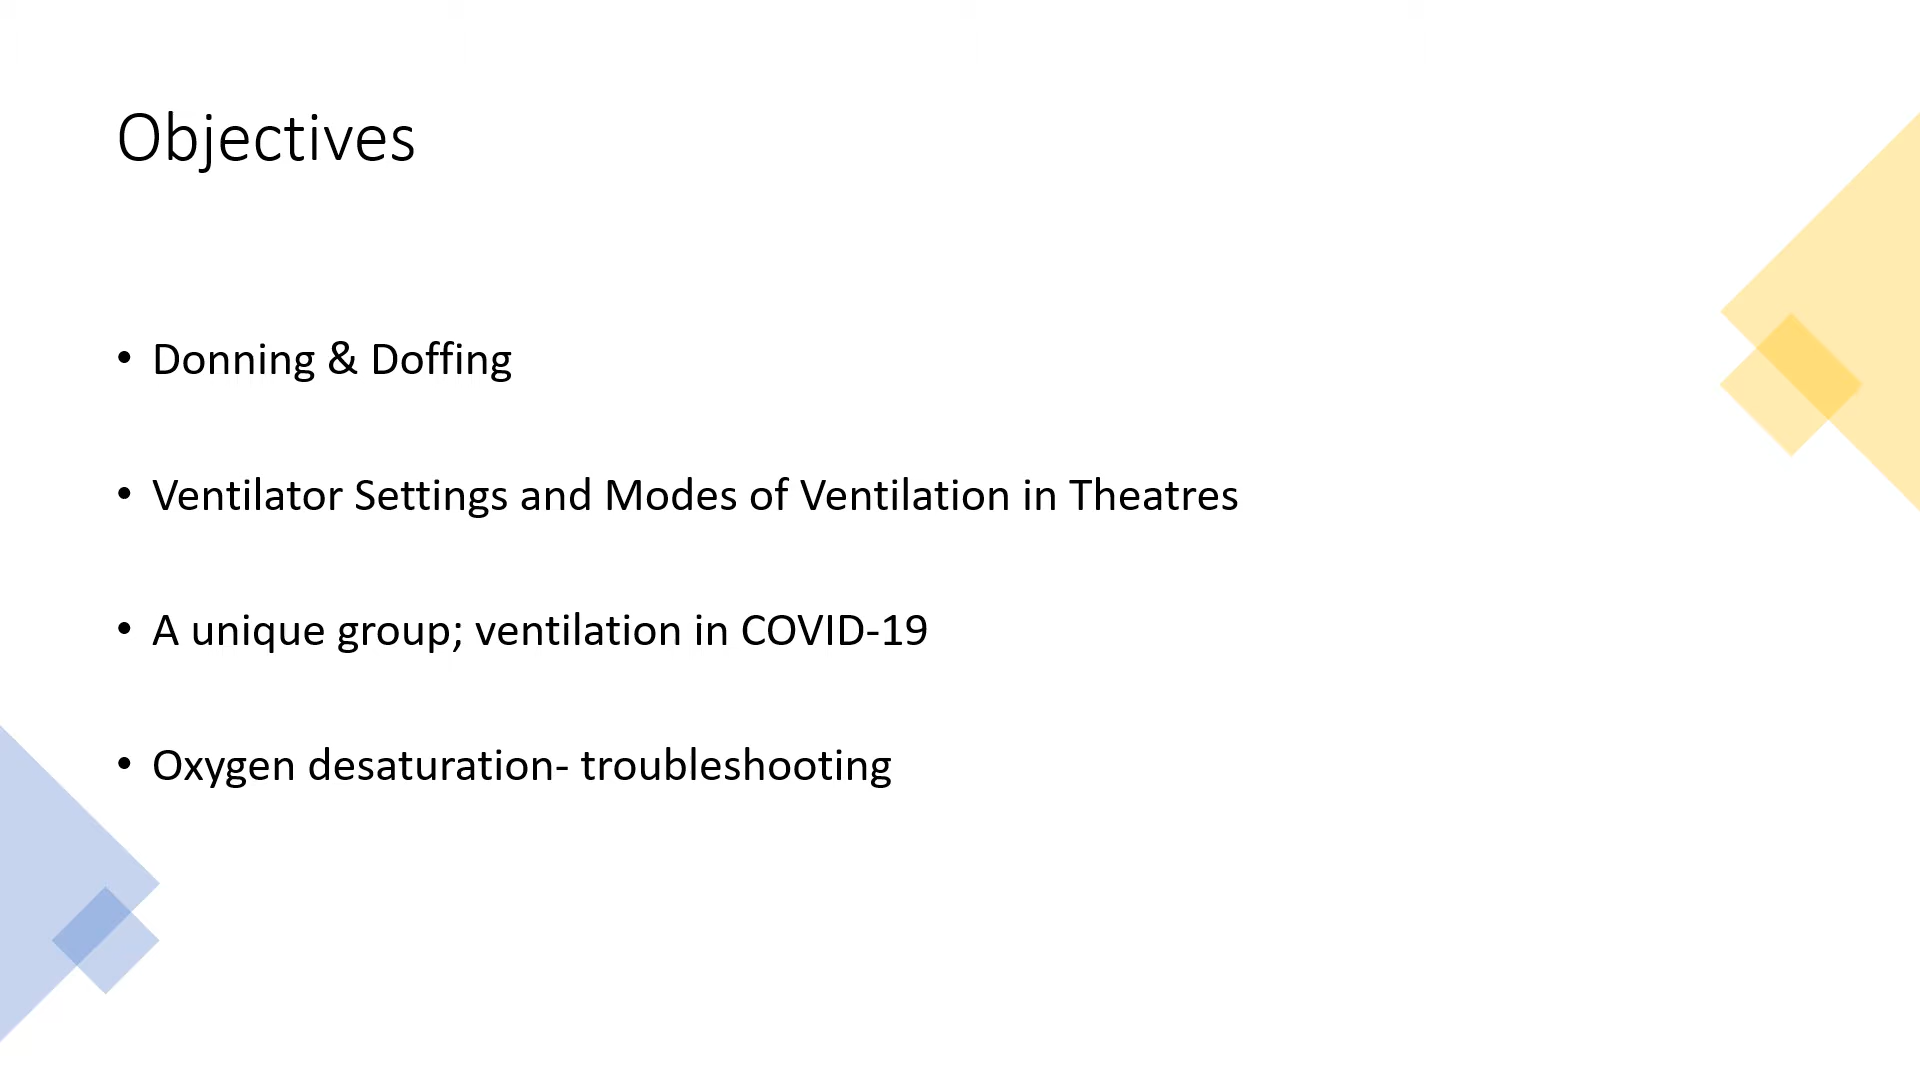 Objectives
• Donning & Doffing
• Ventilator Settings and Modes of Ventilation in Theatres
• A unique group; ventilation in COVID-19
• Oxygen desaturation- troubleshooting